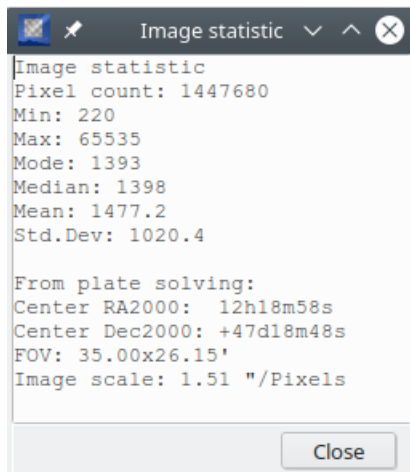 Image statistic
Image statistic
Pixel count: 1447680
Min: 220
Max: 65535
Mode: 1393
Median: 1398
Mean: 1477.2
Std.Dev: 1020.4
From plate solving:
Center RA2000:  12h18m58s
Center Dec2000: +47d18m48s
FOV: 35.00x26.15'
Image scale: 1.51 "/Pixels
Close